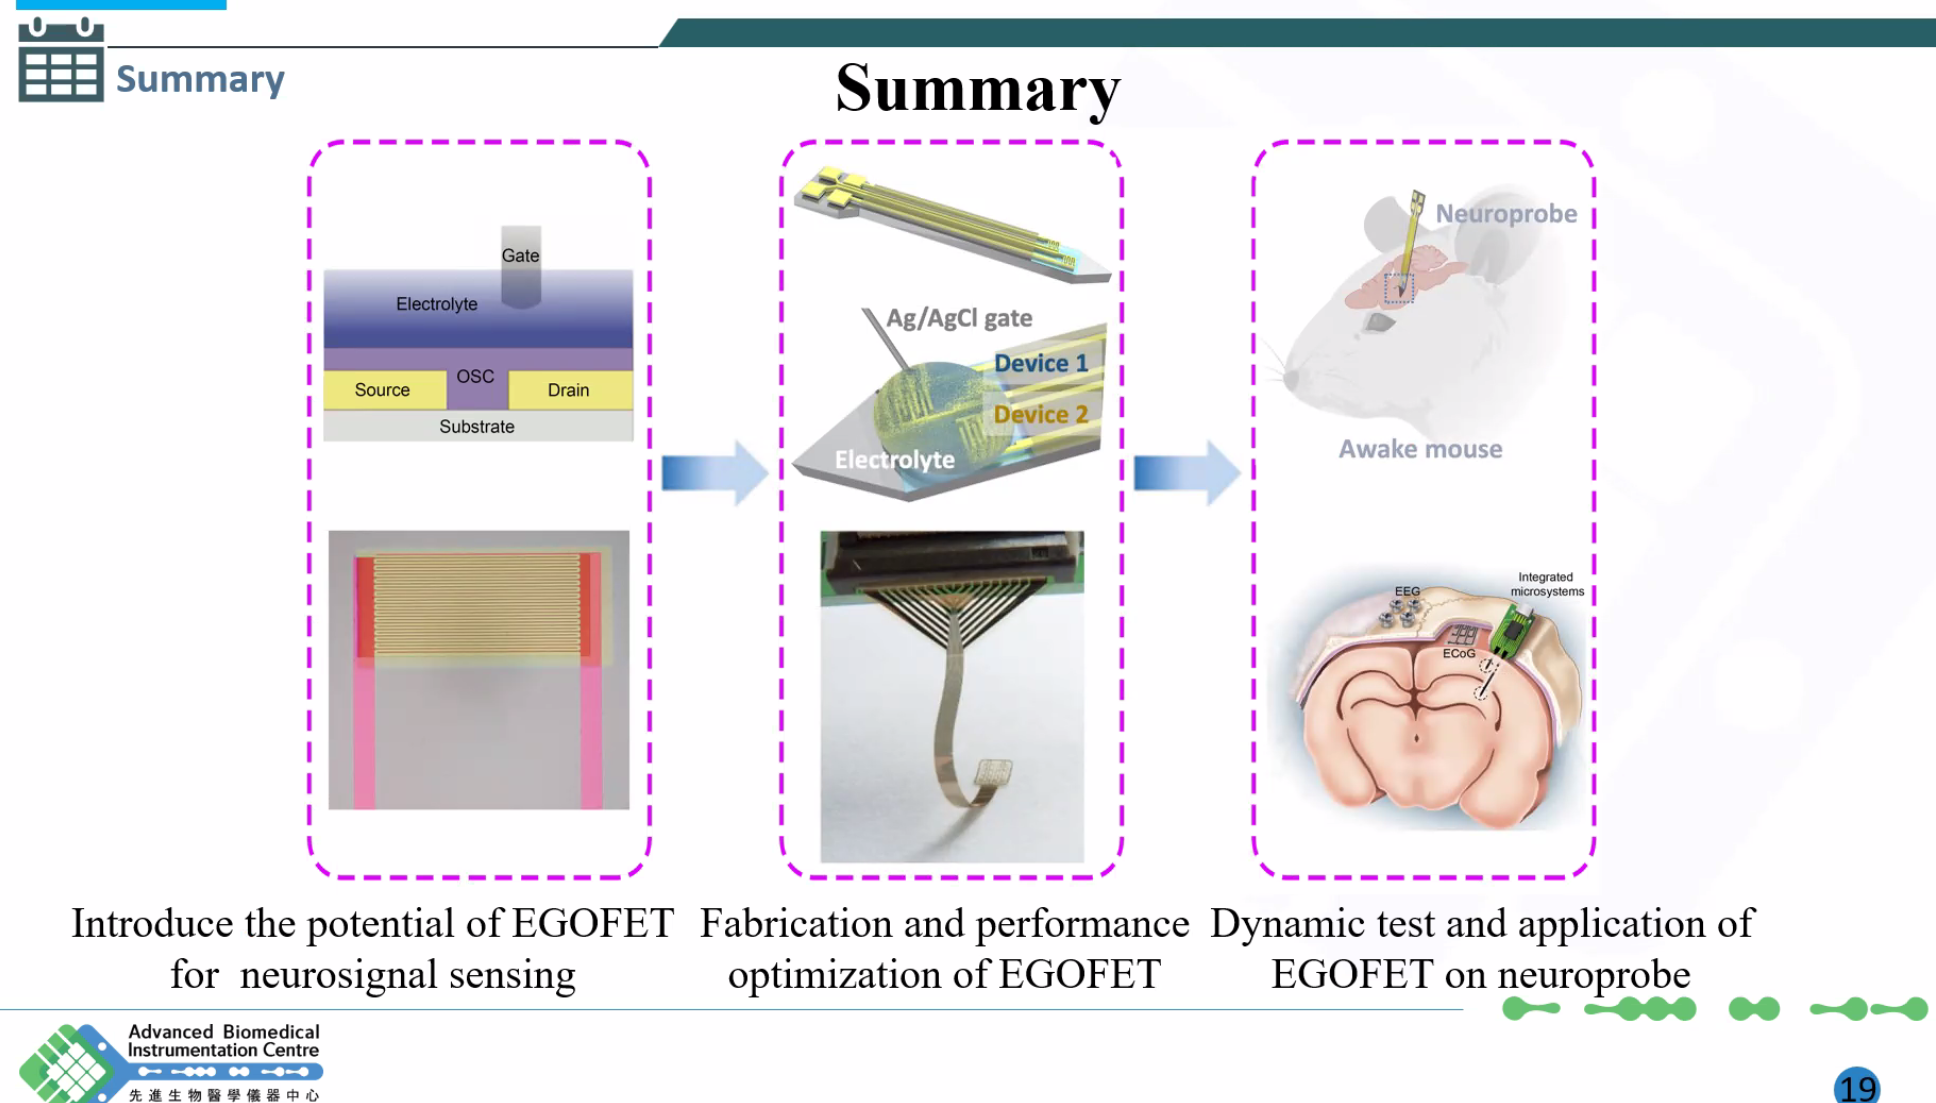 Summary
Summary
Gate
Electrolyte
OSC
Source
Drain
Substrate
Ag/AgCl gate
Device 1
Device 2
Electrolyte
Neuroprobe
Awake mouse
EEG
Integrated
microsystems
ECoG
Introduce the potential of EGOFET
for neurosignal sensing
Fabrication and performance
optimization of EGOFET
Dynamic test and application of
EGOFET on neuroprobe
Advanced Biomedical
Instrumentation Centre
先進生物醫學儀器中心
19